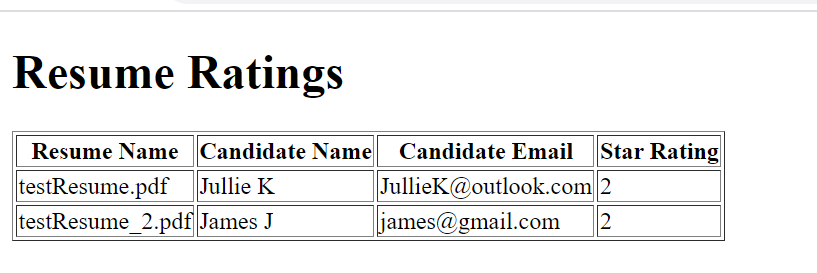 Resume Ratings
Resume Name Candidate Name Candidate Email Star Rating
testResume.pdf Jullie K JullieK@outlook.com 2
testResume_2.pdf James J james@gmail.com 2